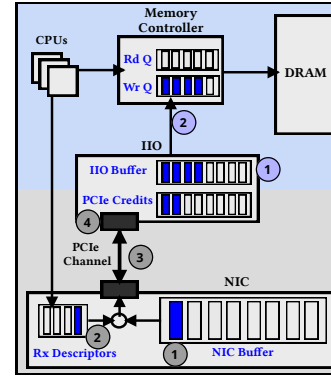 Memory
Controller
CPUs
Rd Q
Wr Q
DRAM
2
IIO
IIO Buffer
1
PCIe Credits
4
PCIe
Channel
3
NIC
2
Rx Descriptors
1
NIC Buffer